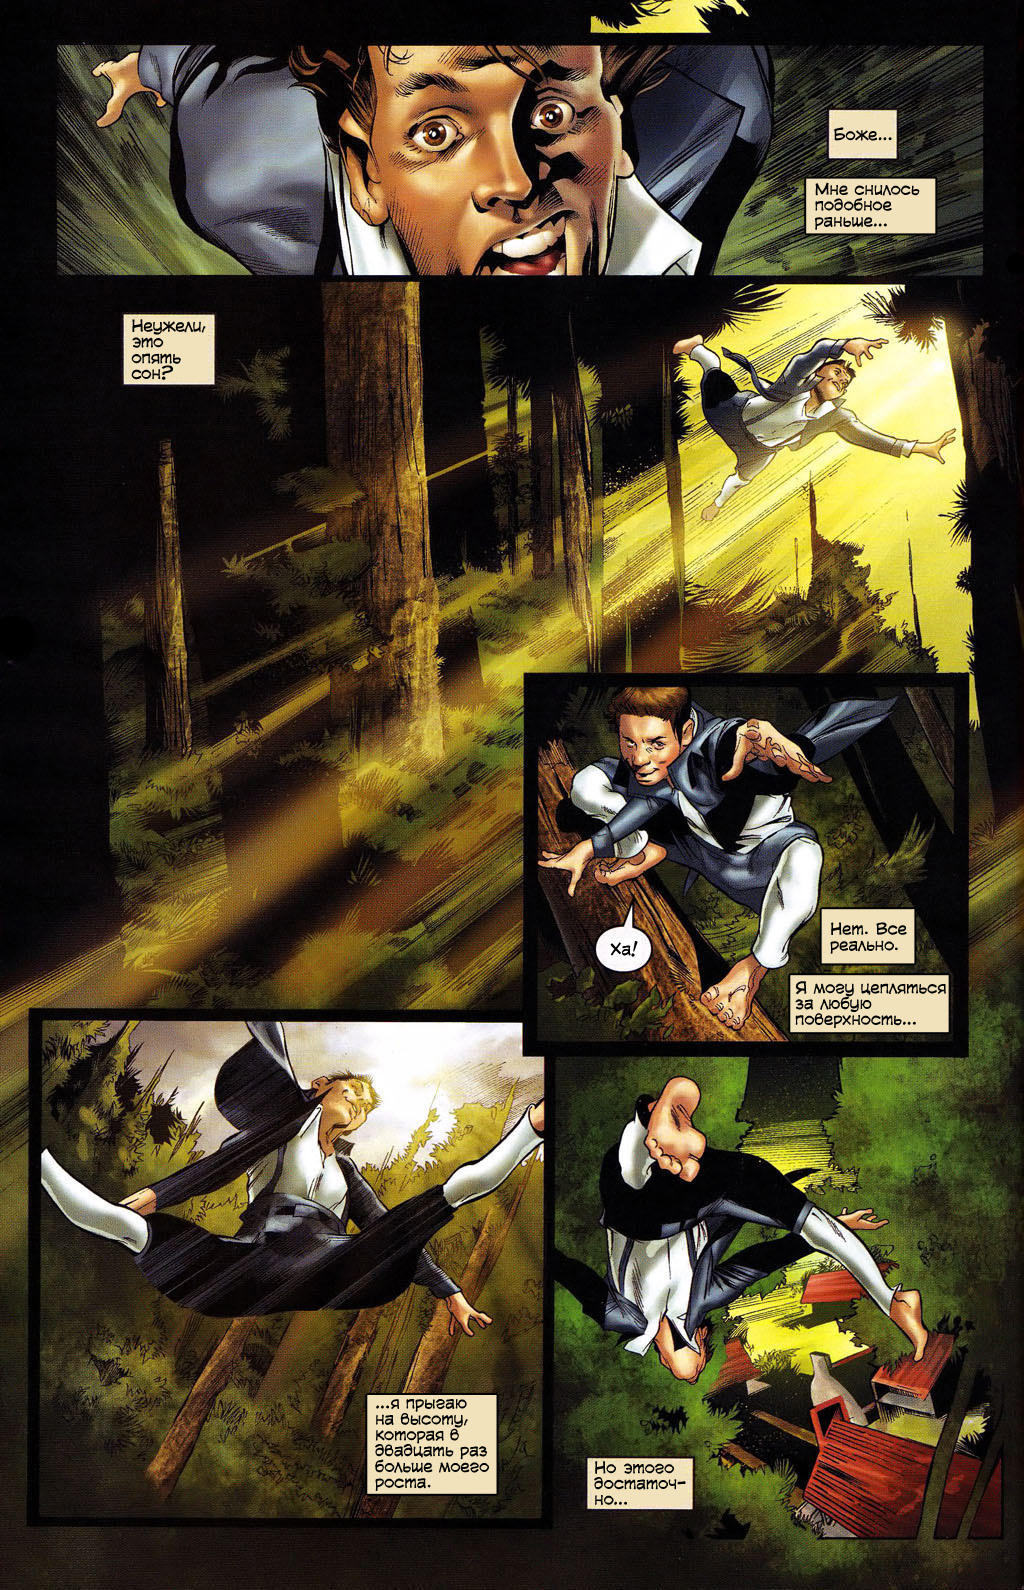 Боже...
Мне снилось
подобное
раньше...
Неужели,
это
опять
сон?
Ха!
Нет. Все
реально.
Я могу цепляться
за любую
поверхность...
...я прыгаю
на высоту,
которая в
двадцать раз
больше моего
роста.
Но этого
достаточ-
но...